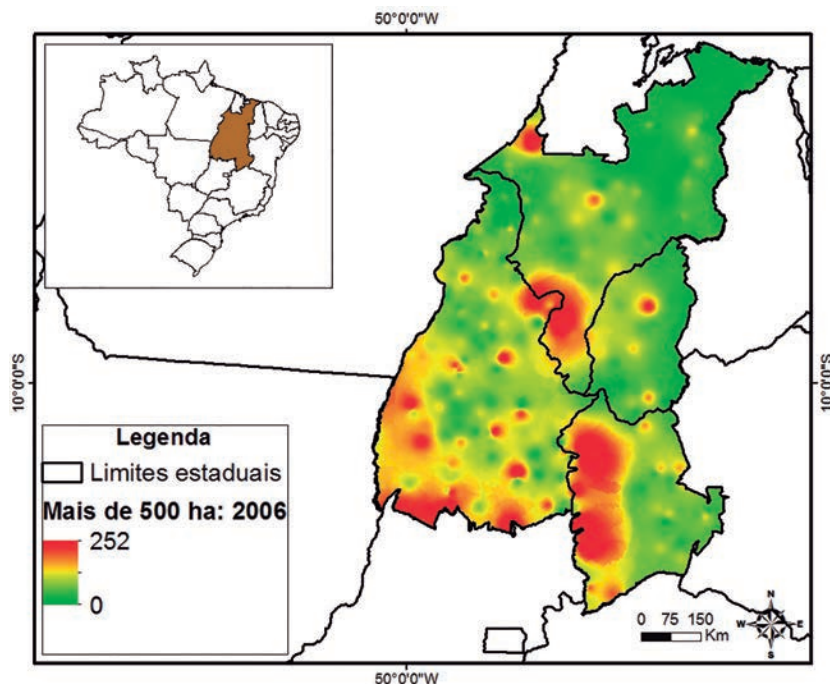 50°0'0"W
10°0'0"S
10°0'0"S
Legenda
Limites estaduais
Mais de 500 ha: 2006
252
0
N
W
E
S
0 75 150
Km
50°0'0"W